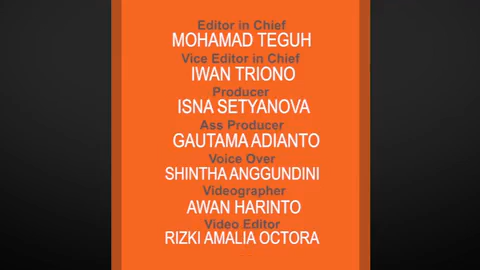 Editor in Chief
MOHAMAD TEGUH
Vice Editor in Chief
IWAN TRIONO
Producer
ISNA SETYANOVA
Ass Producer
GAUTAMA ADIANTO
Voice Over
SHINTHA ANGGUNDINI
Videographer
AWAN HARINTO
Video Editor
RIZKI AMALIA OCTORA